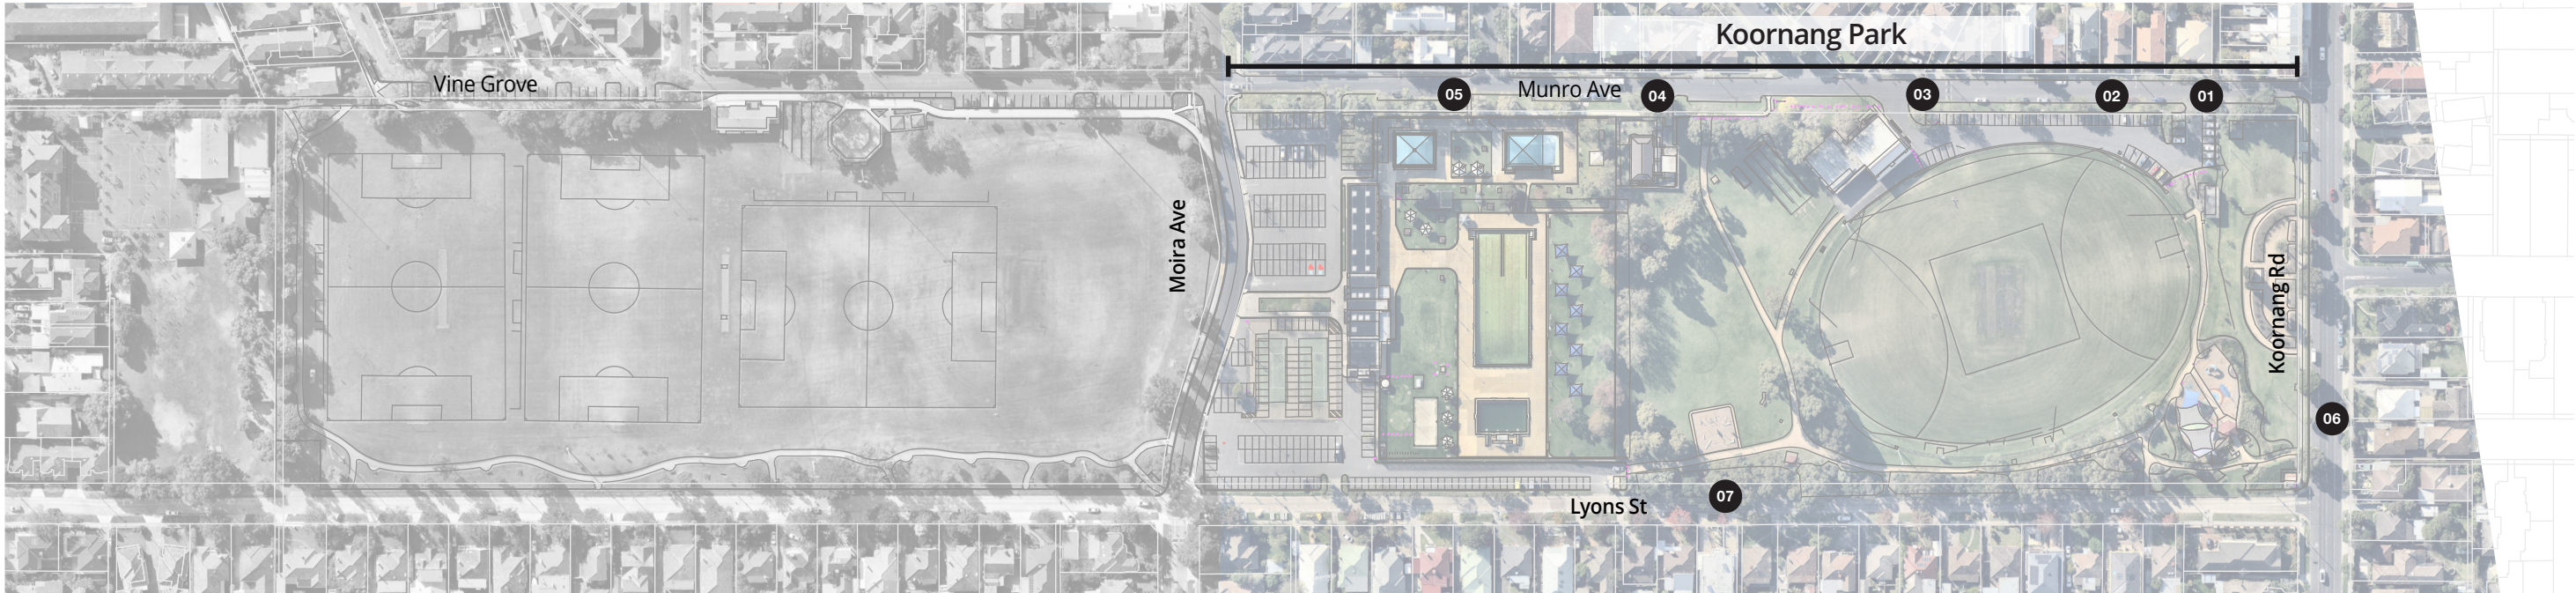 Koornang Park
Vine Grove
Munro Ave
05
04
03
02
01
Moira Ave
Koornang Rd
06
07
Lyons St